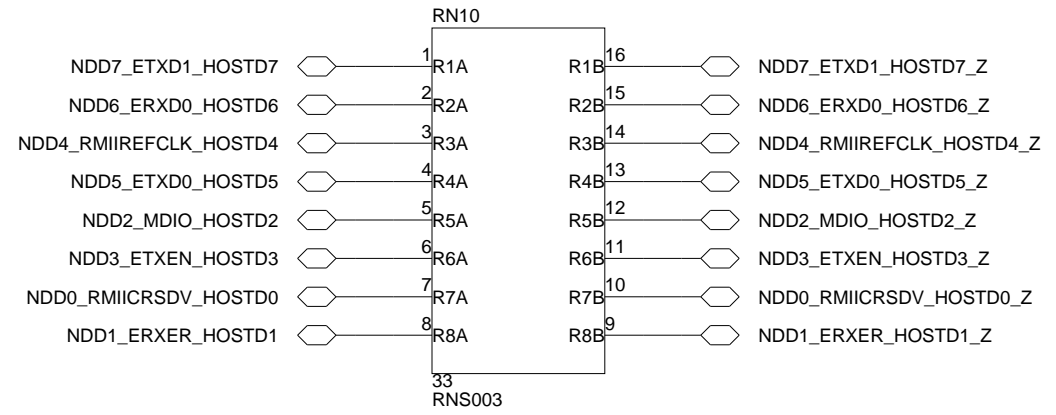 RN10
NDD7_ETXD1_HOSTD7 1 R1A R1B 16 NDD7_ETXD1_HOSTD7_Z
NDD6_ERXD0_HOSTD6 2 R2A R2B 15 NDD6_ERXD0_HOSTD6_Z
NDD4_RMIIREFCLK_HOSTD4 3 R3A R3B 14 NDD4_RMIIREFCLK_HOSTD4_Z
NDD5_ETXD0_HOSTD5 4 R4A R4B 13 NDD5_ETXD0_HOSTD5_Z
NDD2_MDIO_HOSTD2 5 R5A R5B 12 NDD2_MDIO_HOSTD2_Z
NDD3_ETXEN_HOSTD3 6 R6A R6B 11 NDD3_ETXEN_HOSTD3_Z
NDD0_RMIICRSDV_HOSTD0 7 R7A R7B 10 NDD0_RMIICRSDV_HOSTD0_Z
NDD1_ERXER_HOSTD1 8 R8A R8B 9 NDD1_ERXER_HOSTD1_Z
33
RNS003